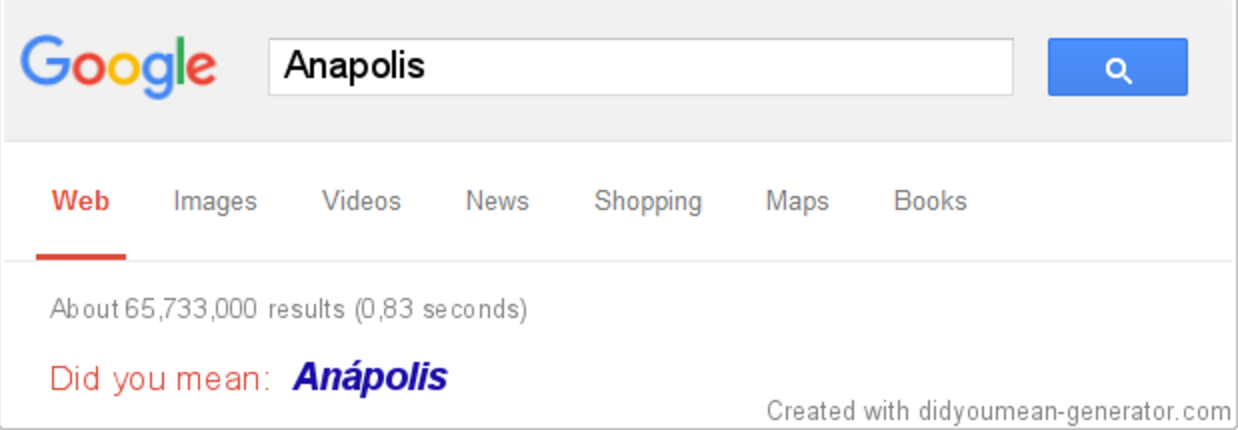 Google Anapolis
Web Images Videos News Shopping Maps Books
About 65,733,000 results (0,83 seconds)
Did you mean: Anápolis
Created with didyoumean-generator.com